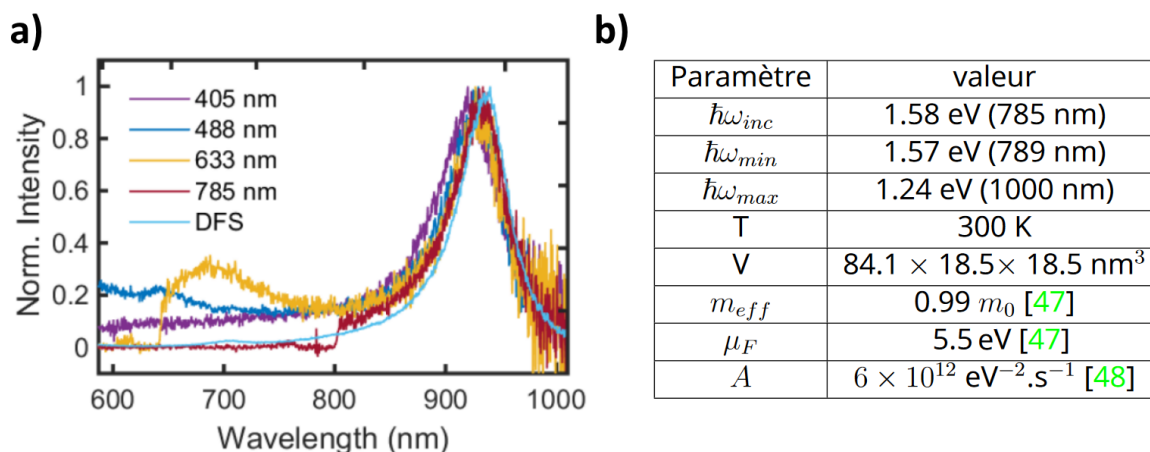 a)
1
0.8
0.6
0.4
0.2
0
Norm. Intensity
405 nm
488 nm
633 nm
785 nm
DFS
600 700 800 900 1000
Wavelength (nm)
b)
Paramètre valeur
ℏω_inc 1.58 eV (785 nm)
ℏω_min 1.57 eV (789 nm)
ℏω_max 1.24 eV (1000 nm)
T 300 K
V 84.1 × 18.5× 18.5 nm³
m_eff 0.99 m₀ [47]
μ_F 5.5 eV [47]
A 6 × 10¹² eV⁻².s⁻¹ [48]